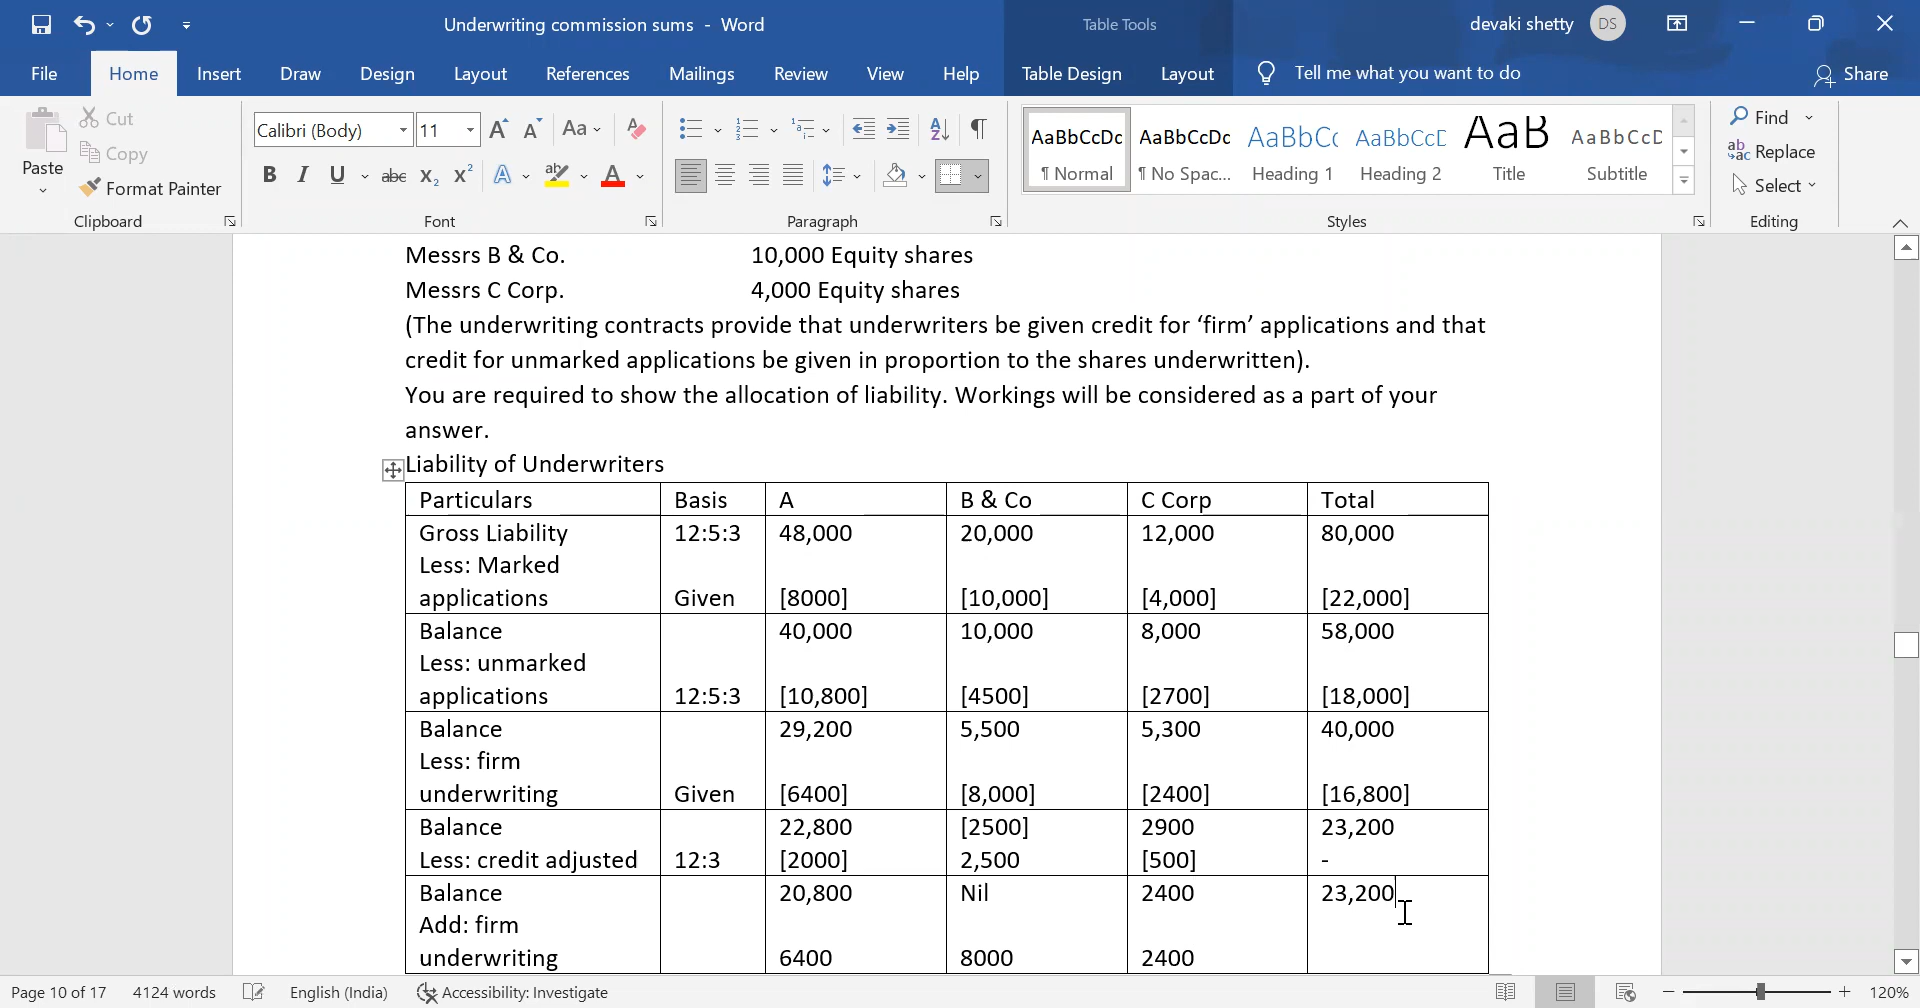 Underwriting commission sums - Word
Table Tools
devaki shetty DS
File Home Insert Draw Design Layout References Mailings Review View Help Table Design Layout Tell me what you want to do Share
Paste
Cut
Copy
Format Painter
Clipboard
Calibri (Body) 11 A A Aa
B I U abc X₂ X² A ab A
Font
Paragraph
AaBbCcDc AaBbCcDc AaBbCc AaBbCcD AaB AaBbCcD
¶ Normal ¶ No Spac... Heading 1 Heading 2 Title Subtitle
Styles
Find
Replace
Select
Editing
Messrs B & Co. 10,000 Equity shares
Messrs C Corp. 4,000 Equity shares
(The underwriting contracts provide that underwriters be given credit for ‘firm’ applications and that
credit for unmarked applications be given in proportion to the shares underwritten).
You are required to show the allocation of liability. Workings will be considered as a part of your
answer.
Liability of Underwriters
Particulars Basis A B & Co C Corp Total
Gross Liability 12:5:3 48,000 20,000 12,000 80,000
Less: Marked
applications Given [8000] [10,000] [4,000] [22,000]
Balance 40,000 10,000 8,000 58,000
Less: unmarked
applications 12:5:3 [10,800] [4500] [2700] [18,000]
Balance 29,200 5,500 5,300 40,000
Less: firm
underwriting Given [6400] [8,000] [2400] [16,800]
Balance 22,800 [2500] 2900 23,200
Less: credit adjusted 12:3 [2000] 2,500 [500] -
Balance 20,800 Nil 2400 23,200
Add: firm
underwriting 6400 8000 2400
Page 10 of 17 4124 words English (India) Accessibility: Investigate 120%